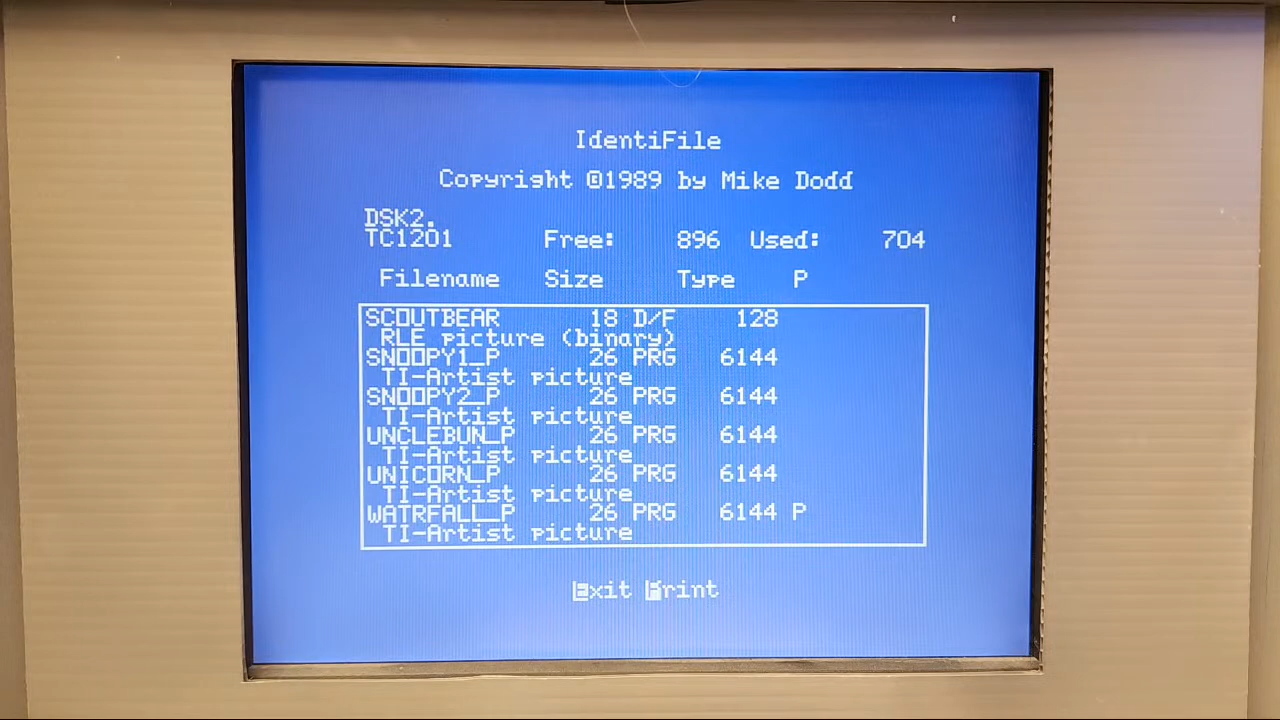 IdentiFile
Copyright ©1989 by Mike Dodd
DSK2.
TC1201 Free: 896 Used: 704
Filename Size Type P
SCOUTBEAR 18 D/F 128
RLE picture (binary)
SNOOPY1_P 26 PRG 6144
TI-Artist picture
SNOOPY2_P 26 PRG 6144
TI-Artist picture
UNCLEBUN_P 26 PRG 6144
TI-Artist picture
UNICORN_P 26 PRG 6144
TI-Artist picture
WATRFALL_P 26 PRG 6144 P
TI-Artist picture
Exit Print